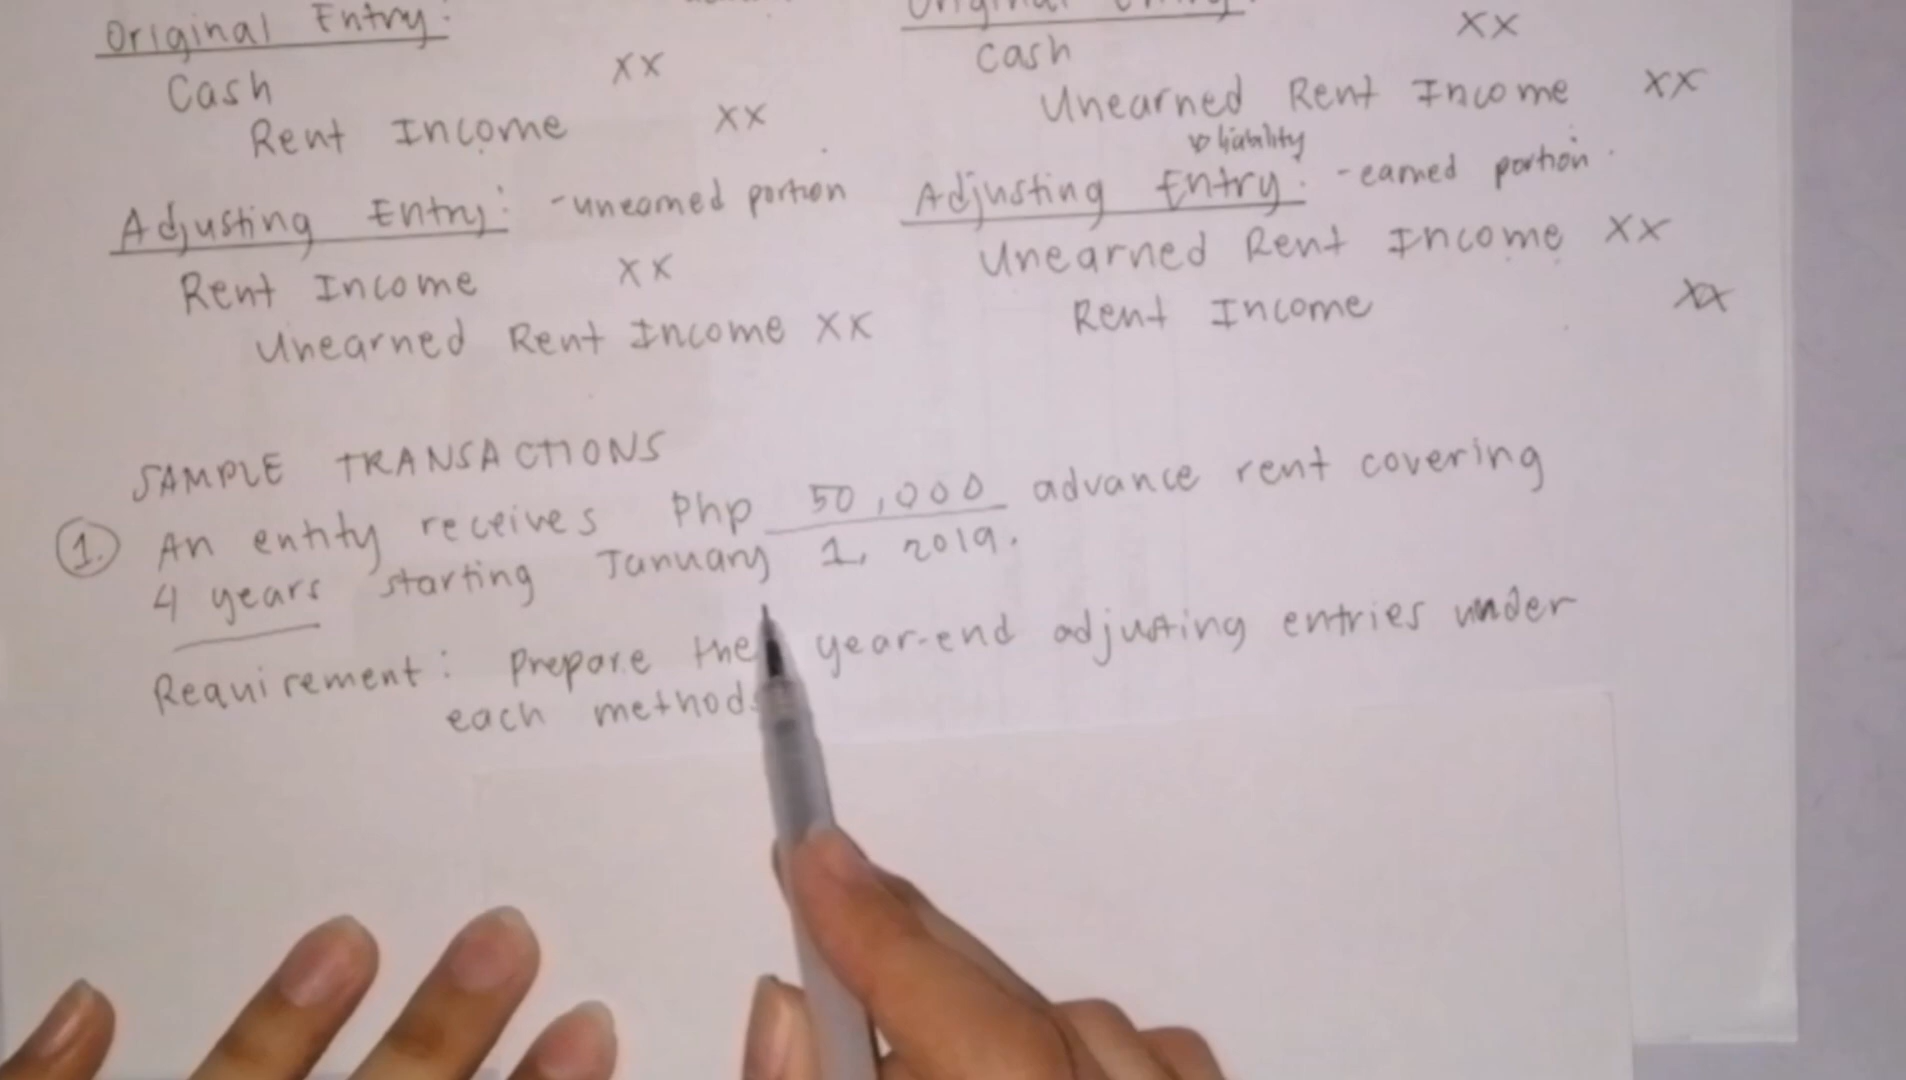 Original Entry:
Cash XX
Rent Income XX
Adjusting Entry: -unearned portion
Rent Income XX
Unearned Rent Income XX
Original Entry:
Cash XX
Unearned Rent Income XX
liability
Adjusting Entry: -earned portion
Unearned Rent Income XX
Rent Income XX
SAMPLE TRANSACTIONS
1. An entity receives Php 50,000 advance rent covering
4 years starting January 1, 2019.
Requirement: Prepare the year-end adjusting entries under
each method.